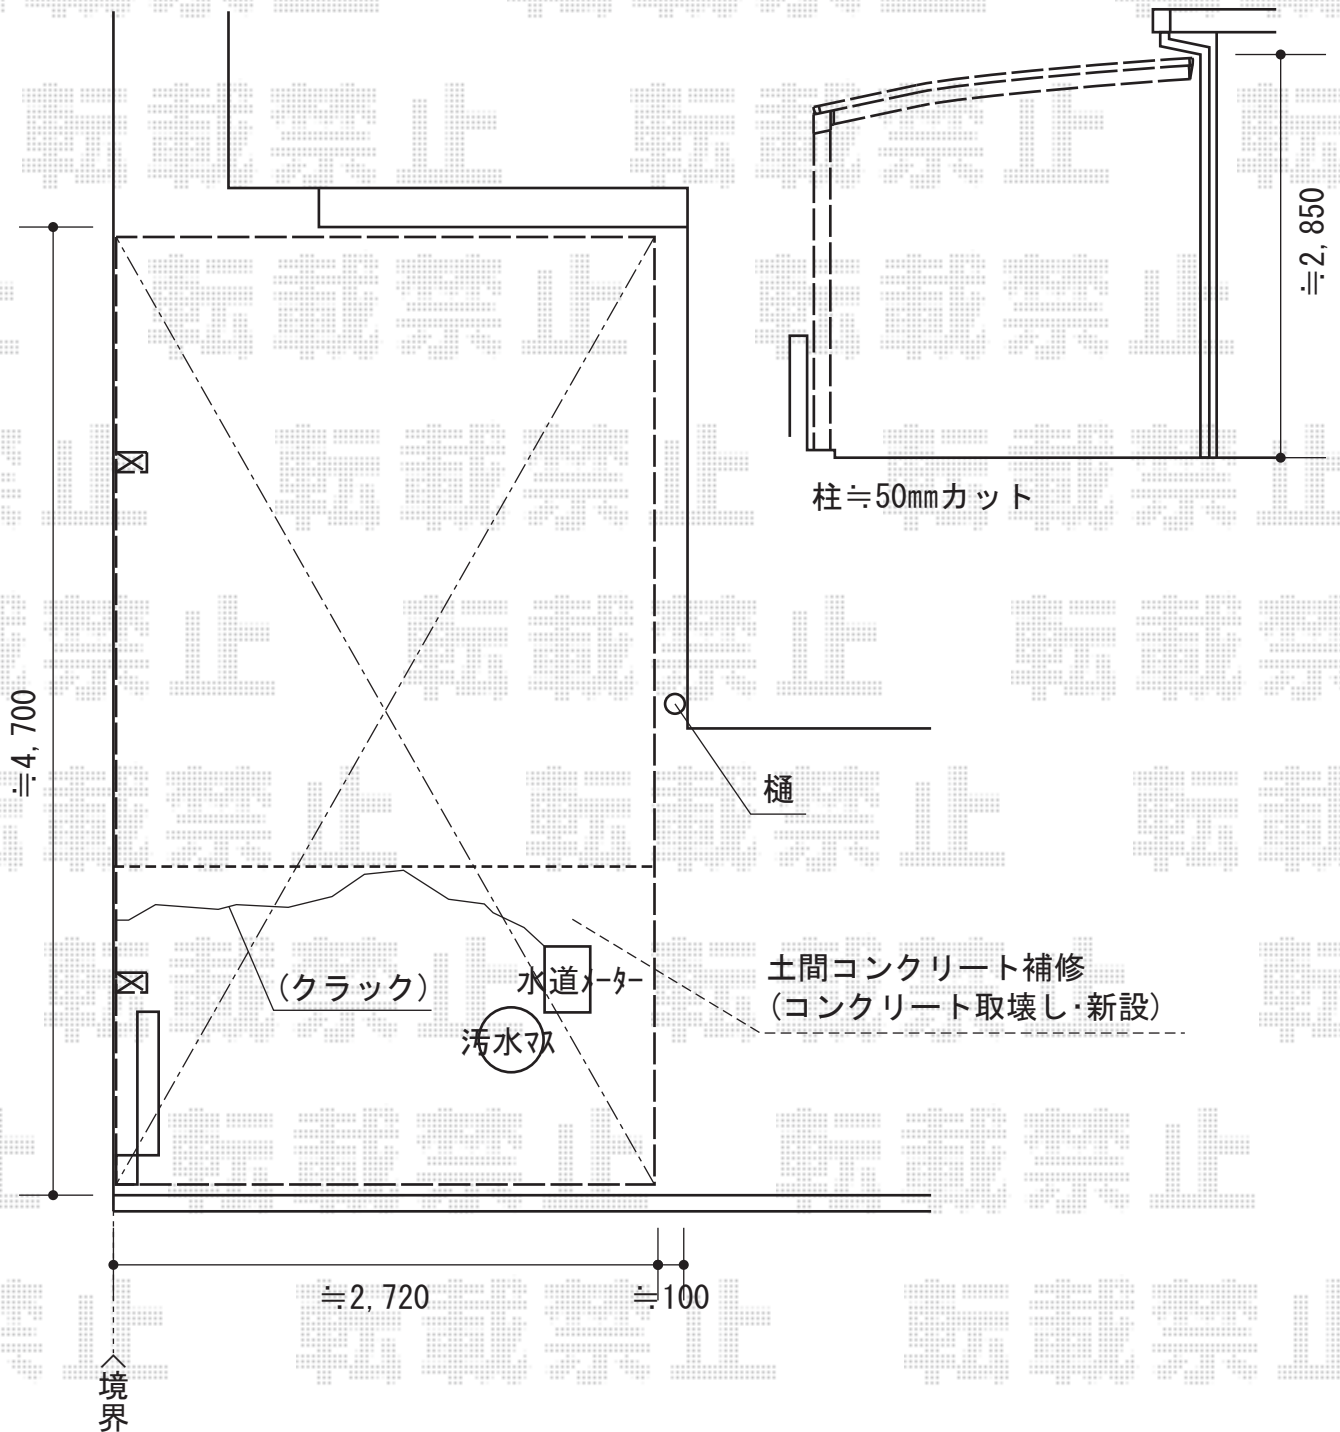 ≒2,850
柱≒50mmカット
≒4,700
樋
(クラック)
水道メーター
汚水マス
土間コンクリート補修
(コンクリート取壊し・新設)
≒2,720
≒100
境界
転載禁止